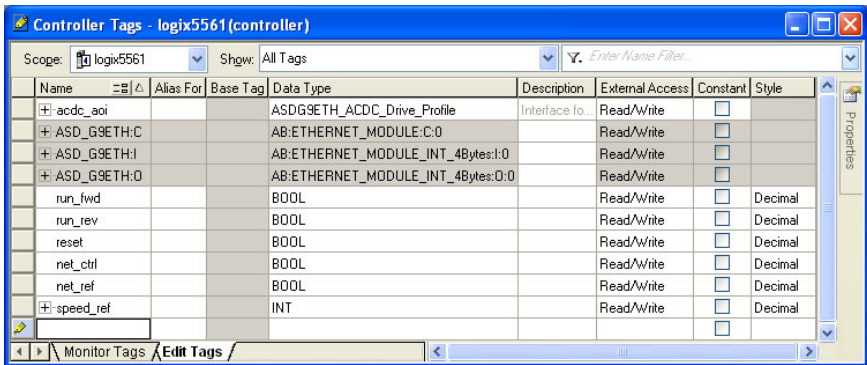 Controller Tags - logix5561(controller)
Scope: logix5561 Show: All Tags Enter Name Filter...
Name Alias For Base Tag Data Type Description External Access Constant Style
acdc_aoi ASDG9ETH_ACDC_Drive_Profile Interface fo... Read/Write
ASD_G9ETH:C AB:ETHERNET_MODULE:C:0 Read/Write
ASD_G9ETH:I AB:ETHERNET_MODULE_INT_4Bytes:I:0 Read/Write
ASD_G9ETH:O AB:ETHERNET_MODULE_INT_4Bytes:O:0 Read/Write
run_fwd BOOL Read/Write Decimal
run_rev BOOL Read/Write Decimal
reset BOOL Read/Write Decimal
net_ctrl BOOL Read/Write Decimal
net_ref BOOL Read/Write Decimal
speed_ref INT Read/Write Decimal
Monitor Tags Edit Tags
Properties